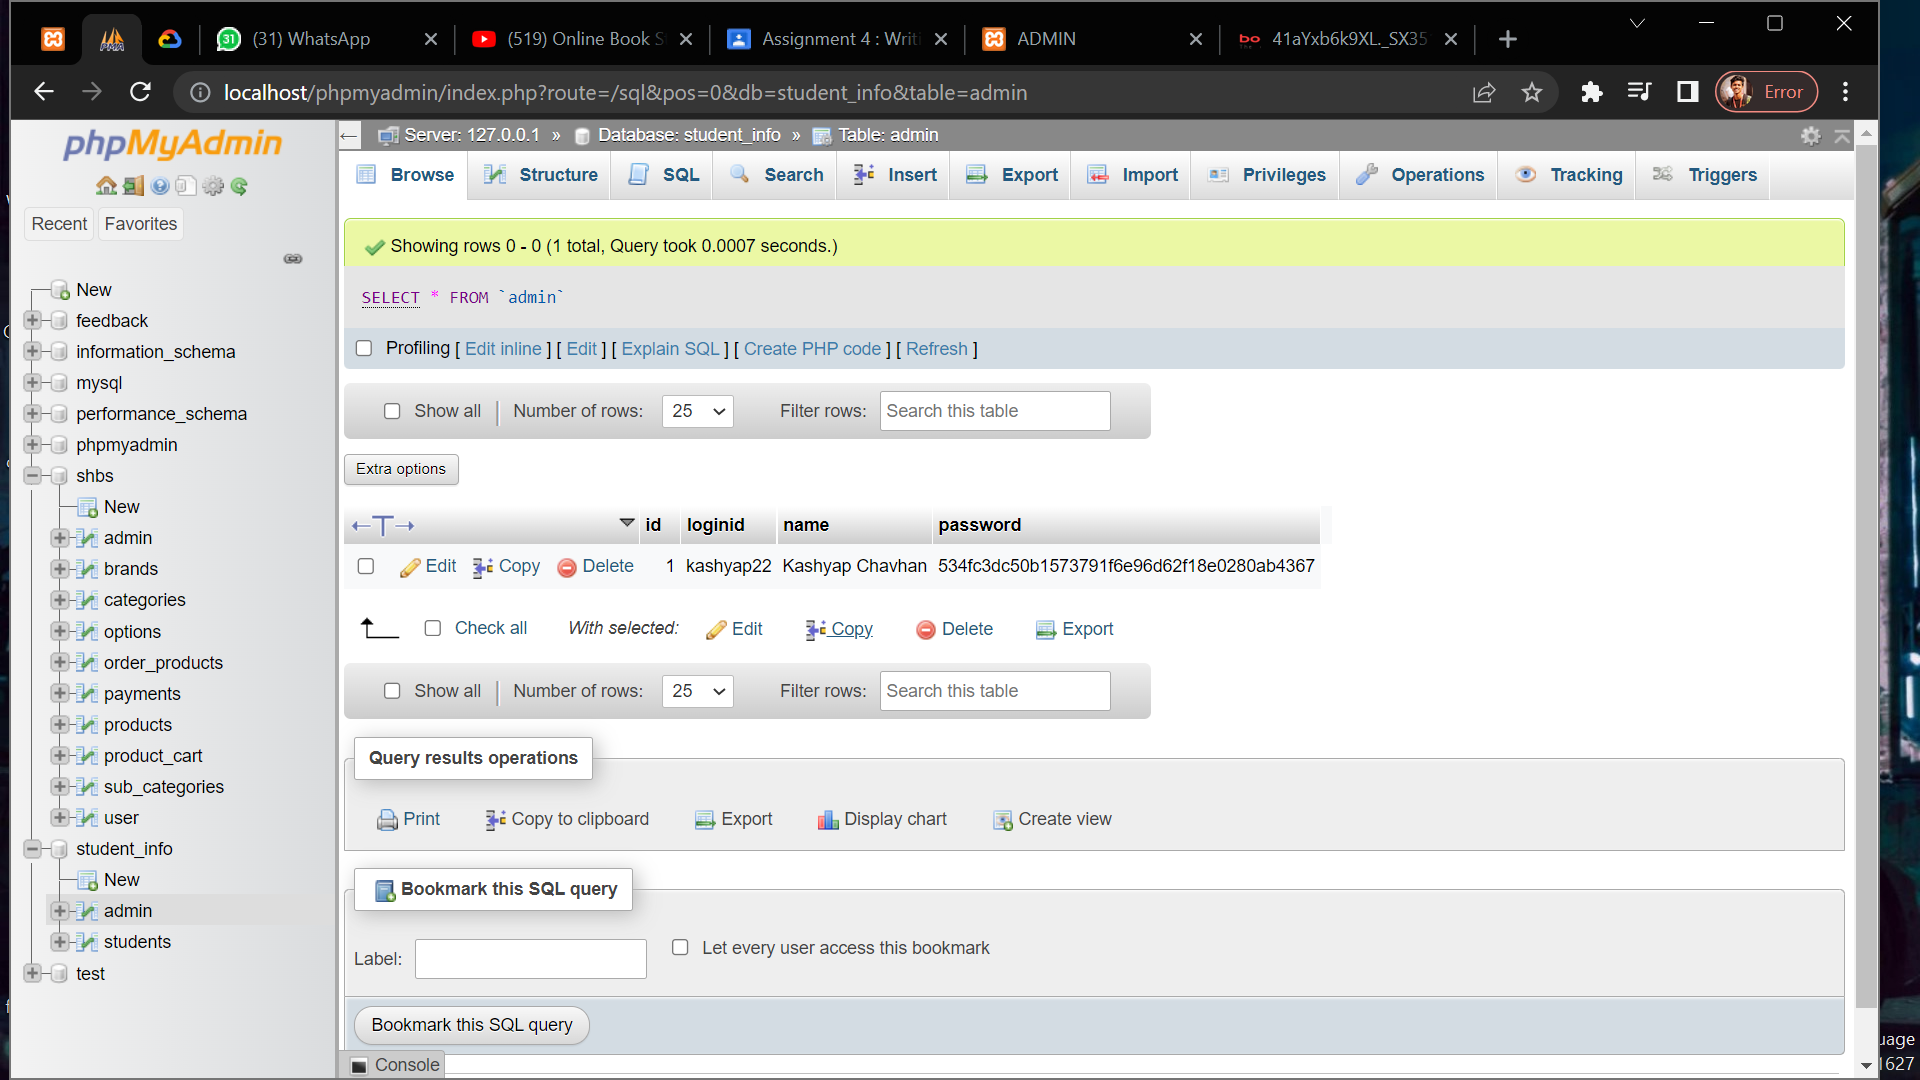 (31) WhatsApp
(519) Online Book S
Assignment 4 : Writi
ADMIN
41aYxb6k9XL._SX35
localhost/phpmyadmin/index.php?route=/sql&pos=0&db=student_info&table=admin
Error
phpMyAdmin
Recent Favorites
New
feedback
information_schema
mysql
performance_schema
phpmyadmin
shbs
New
admin
brands
categories
options
order_products
payments
products
product_cart
sub_categories
user
student_info
New
admin
students
test
Server: 127.0.0.1 » Database: student_info » Table: admin
Browse Structure SQL Search Insert Export Import Privileges Operations Tracking Triggers
Showing rows 0 - 0 (1 total, Query took 0.0007 seconds.)
SELECT * FROM `admin`
Profiling [ Edit inline ] [ Edit ] [ Explain SQL ] [ Create PHP code ] [ Refresh ]
Show all | Number of rows: 25 Filter rows: Search this table
Extra options
←T→ id loginid name password
Edit Copy Delete 1 kashyap22 Kashyap Chavhan 534fc3dc50b1573791f6e96d62f18e0280ab4367
Check all With selected: Edit Copy Delete Export
Show all | Number of rows: 25 Filter rows: Search this table
Query results operations
Print Copy to clipboard Export Display chart Create view
Bookmark this SQL query
Label: Let every user access this bookmark
Bookmark this SQL query
Console
uage
1627